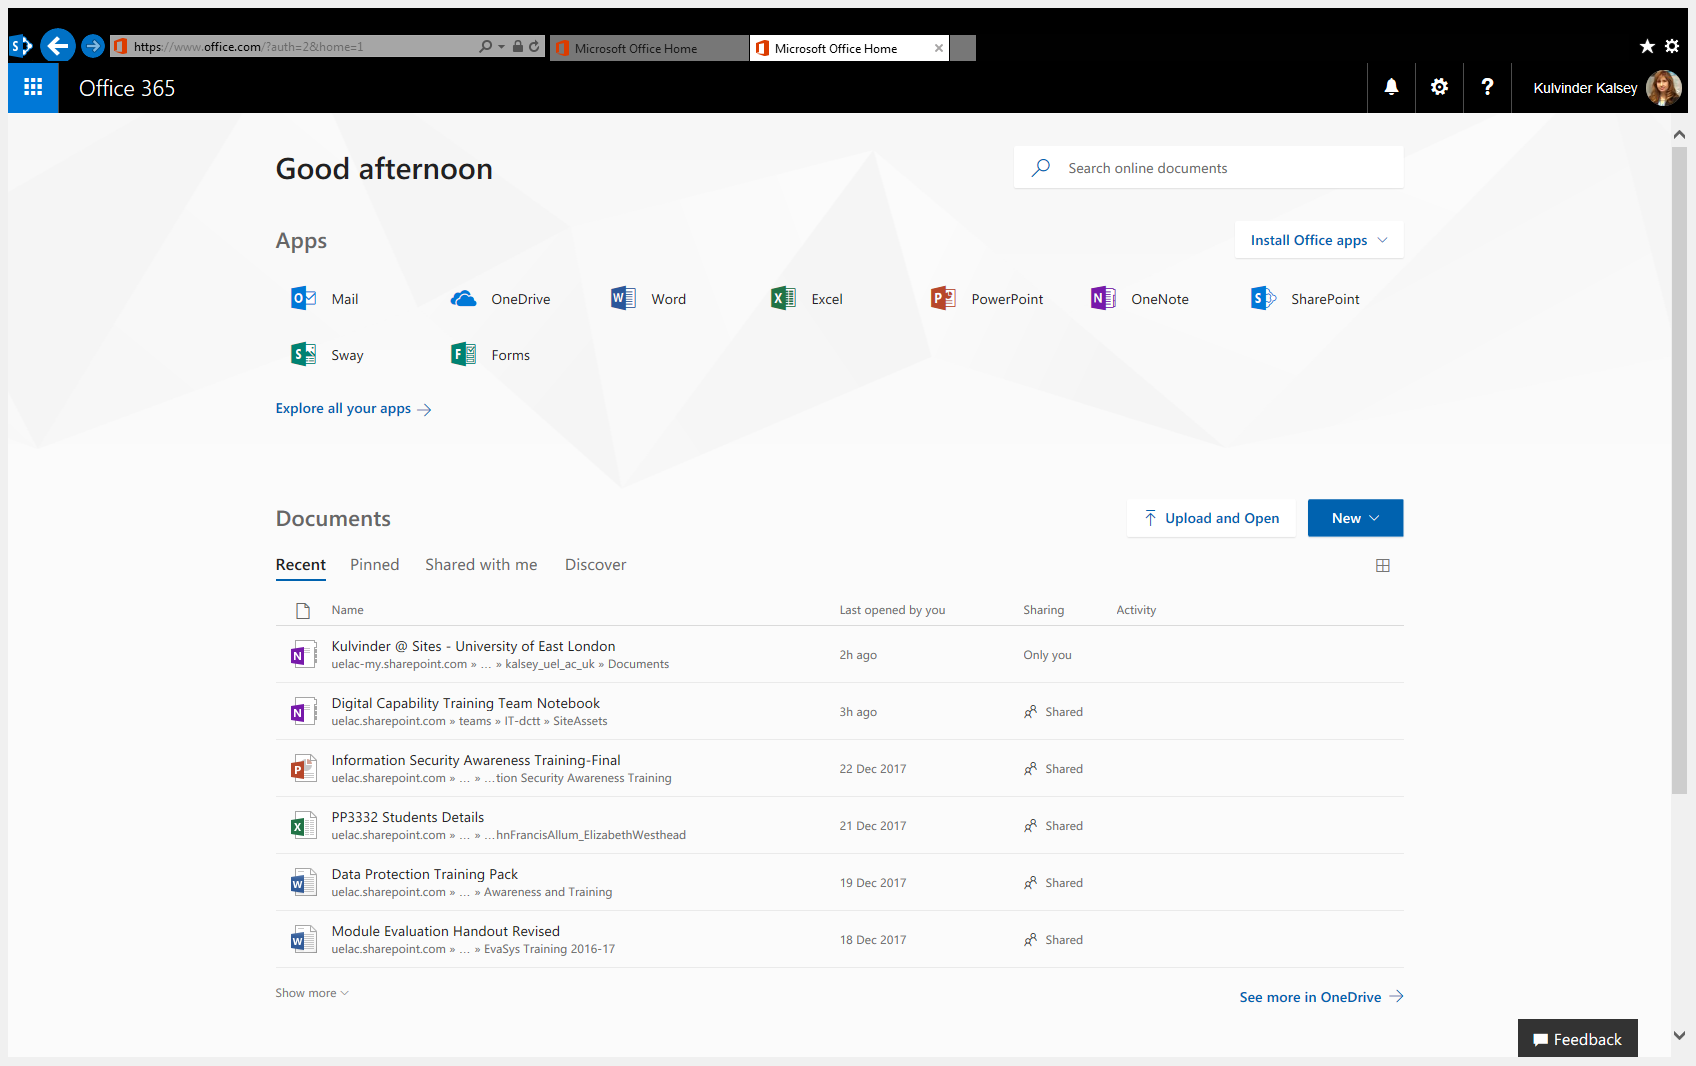 https://www.office.com/?auth=2&home=1
Microsoft Office Home
Microsoft Office Home
Office 365
Kulvinder Kalsey
Good afternoon
Search online documents
Apps
Install Office apps
Mail
OneDrive
Word
Excel
PowerPoint
OneNote
SharePoint
Sway
Forms
Explore all your apps
Documents
Upload and Open
New
Recent
Pinned
Shared with me
Discover
Name
Last opened by you
Sharing
Activity
Kulvinder @ Sites - University of East London
uelac-my.sharepoint.com » ... » kalsey_uel_ac_uk » Documents
2h ago
Only you
Digital Capability Training Team Notebook
uelac.sharepoint.com » teams » IT-dctt » SiteAssets
3h ago
Shared
Information Security Awareness Training-Final
uelac.sharepoint.com » ... » ...tion Security Awareness Training
22 Dec 2017
Shared
PP3332 Students Details
uelac.sharepoint.com » ... » ...hnFrancisAllum_ElizabethWesthead
21 Dec 2017
Shared
Data Protection Training Pack
uelac.sharepoint.com » ... » Awareness and Training
19 Dec 2017
Shared
Module Evaluation Handout Revised
uelac.sharepoint.com » ... » EvaSys Training 2016-17
18 Dec 2017
Shared
Show more
See more in OneDrive
Feedback